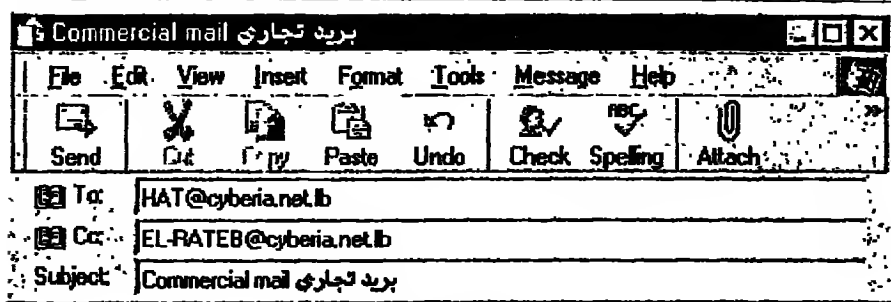 Commercial mail بريد تجاري
File Edit View Insert Format Tools Message Help
Send Cut Copy Paste Undo Check Spelling Attach
To: HAT@cyberia.net.lb
Cc: EL-RATEB@cyberia.net.lb
Subject: Commercial mail بريد تجاري